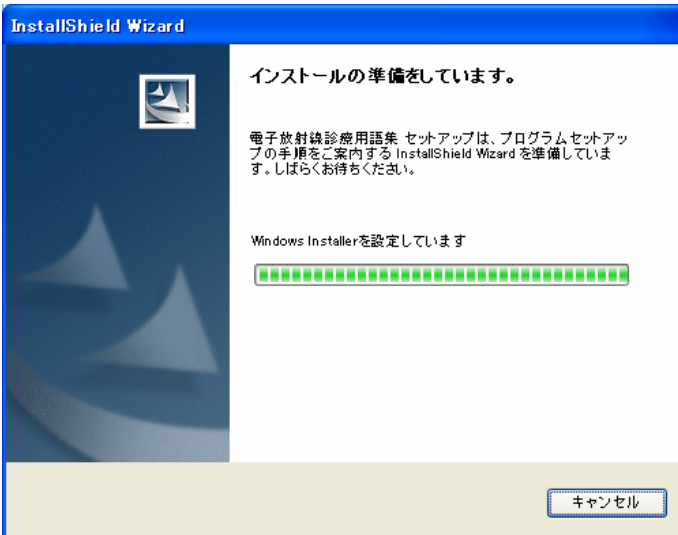 InstallShield Wizard
インストールの準備をしています。
電子放射線診療用語集 セットアップは、プログラムセットアッ
プの手順をご案内する InstallShield Wizard を準備していま
す。しばらくお待ちください。
Windows Installerを設定しています
キャンセル